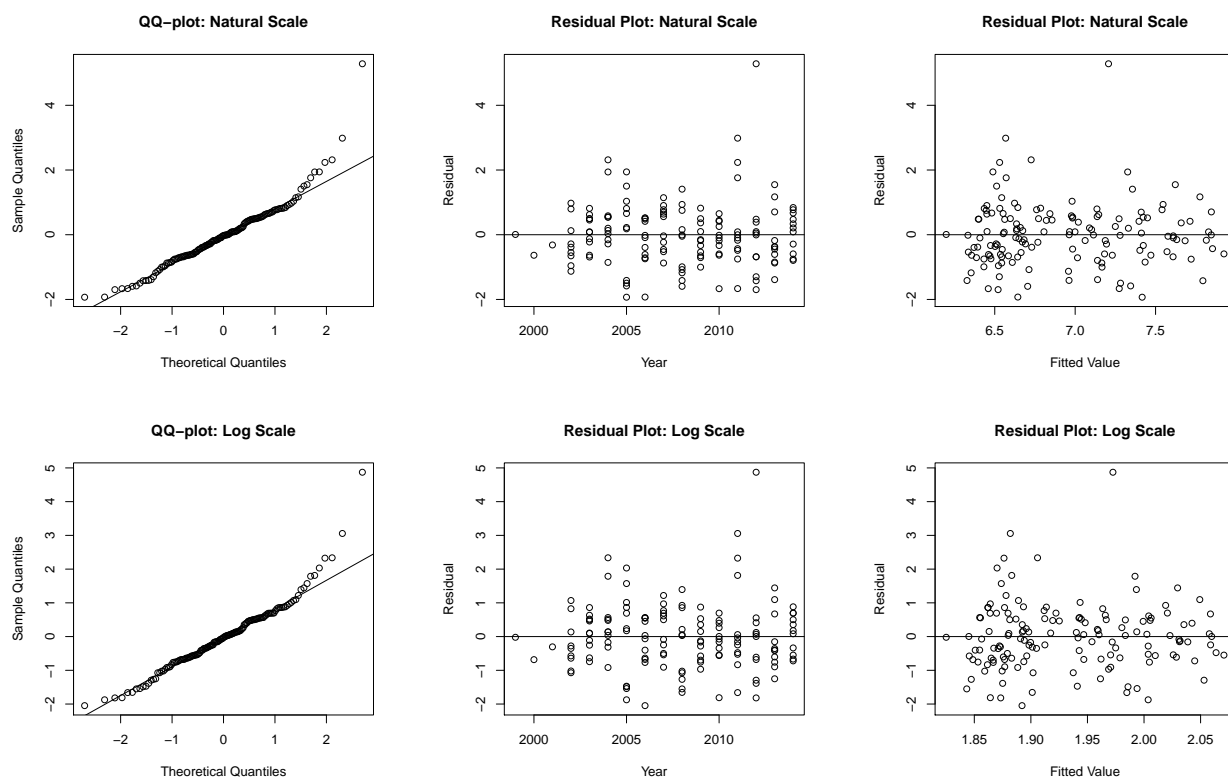 QQ−plot: Natural Scale
Sample Quantiles
4
2
0
−2
−2 −1 0 1 2
Theoretical Quantiles
Residual Plot: Natural Scale
Residual
4
2
0
−2
2000 2005 2010
Year
Residual Plot: Natural Scale
Residual
4
2
0
−2
6.5 7.0 7.5
Fitted Value
QQ−plot: Log Scale
Sample Quantiles
5
4
3
2
1
0
−1
−2
−2 −1 0 1 2
Theoretical Quantiles
Residual Plot: Log Scale
Residual
5
4
3
2
1
0
−1
−2
2000 2005 2010
Year
Residual Plot: Log Scale
Residual
5
4
3
2
1
0
−1
−2
1.85 1.90 1.95 2.00 2.05
Fitted Value